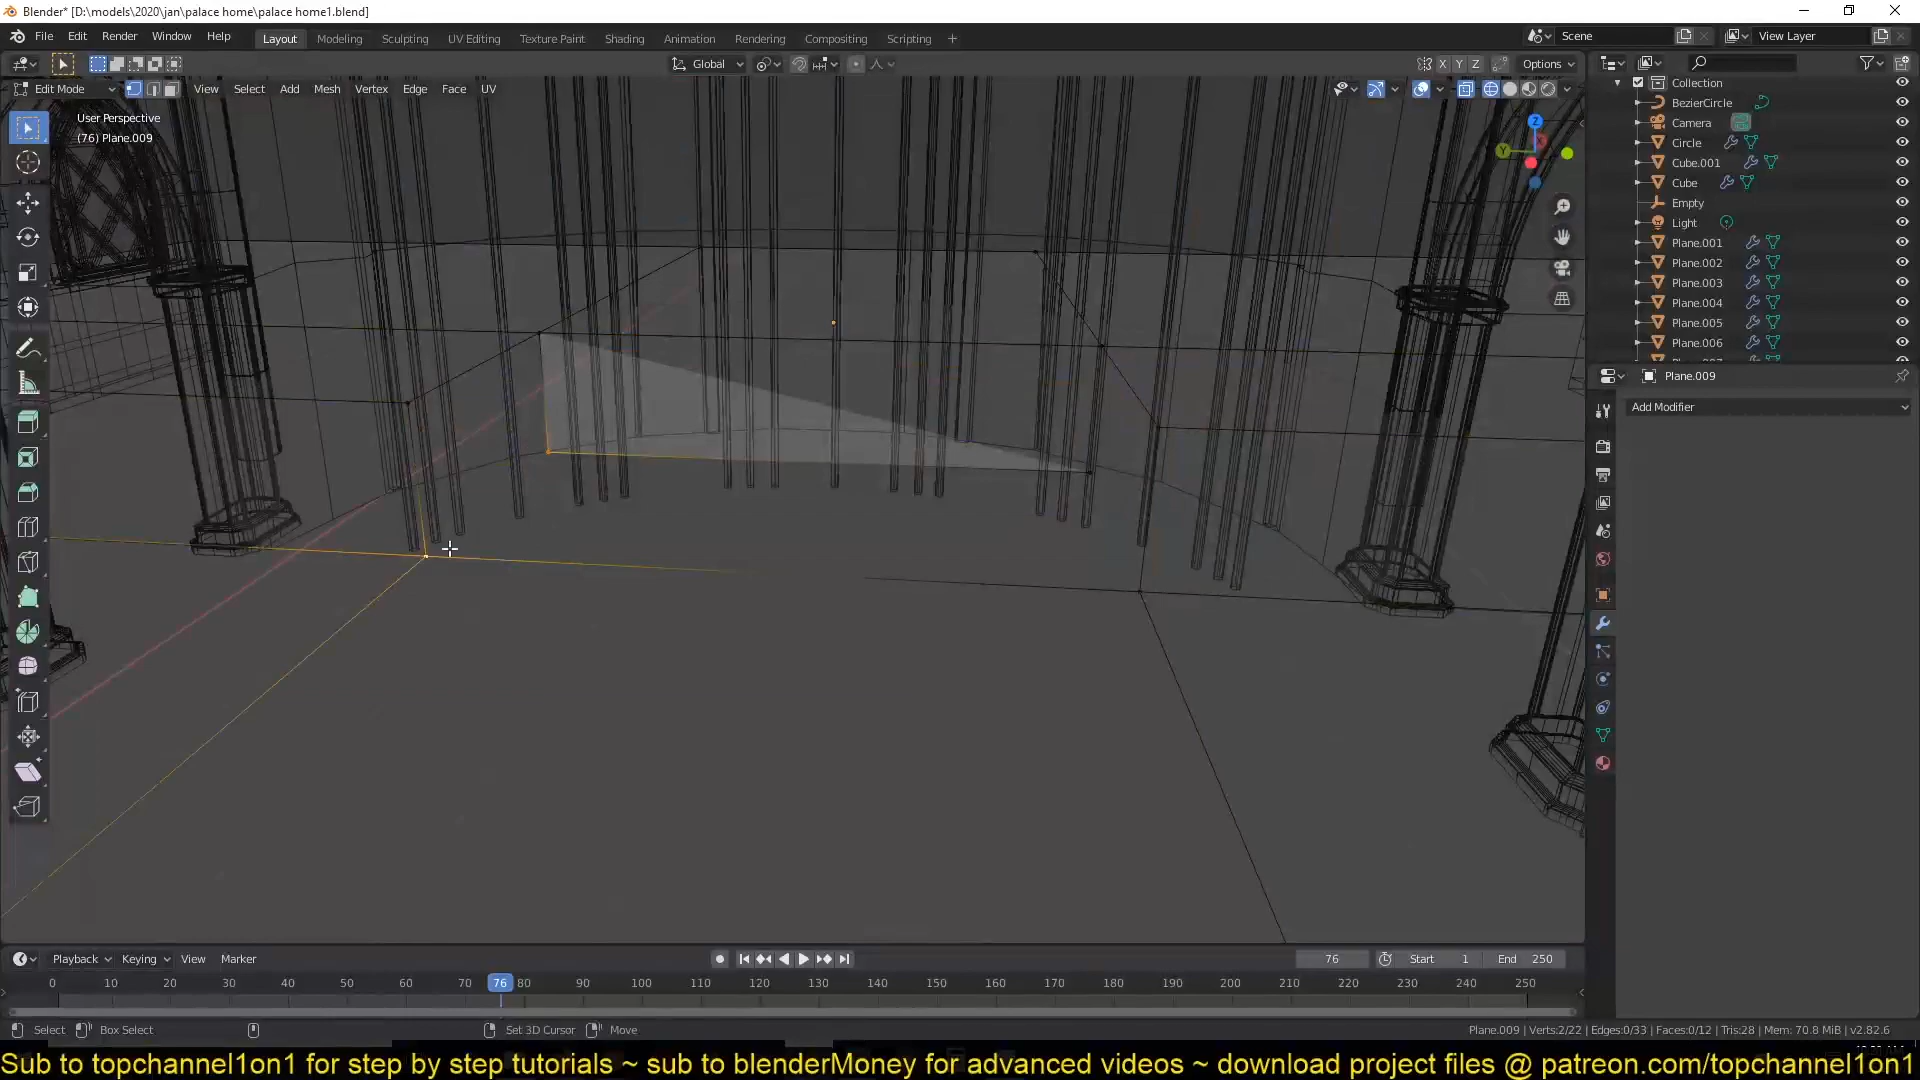 Blender* [D:\models\2020\jan\palace home\palace home1.blend]
File Edit Render Window Help Layout Modeling Sculpting UV Editing Texture Paint Shading Animation Rendering Compositing Scripting Scene View Layer
Global X Y Z Options
Edit Mode View Select Add Mesh Vertex Edge Face UV
User Perspective
(76) Plane.009
Z
Y
Collection
BezierCircle
Camera
Circle
Cube.001
Cube
Empty
Light
Plane.001
Plane.002
Plane.003
Plane.004
Plane.005
Plane.006
Plane.009
Add Modifier
Playback Keying View Marker 76 Start 1 End 250
0 10 20 30 40 50 60 70 76 80 90 100 110 120 130 140 150 160 170 180 190 200 210 220 230 240 250
Select Box Select Set 3D Cursor Move Plane.009 | Verts:2/22 | Edges:0/33 | Faces:0/12 | Tris:28 | Mem: 70.8 MiB | v2.82.6
Sub to topchannel1on1 for step by step tutorials ~ sub to blenderMoney for advanced videos ~ download project files @ patreon.com/topchannel1on1